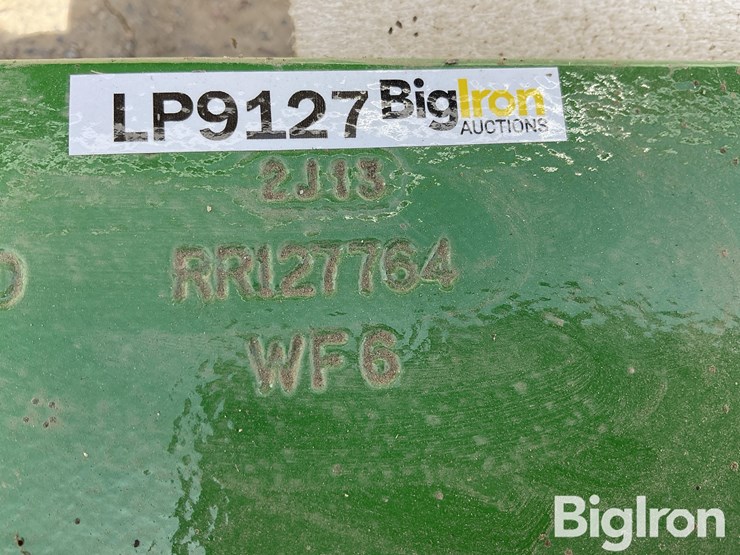 LP9127 BigIron
AUCTIONS
2J13
RR127764
WF6
BigIron